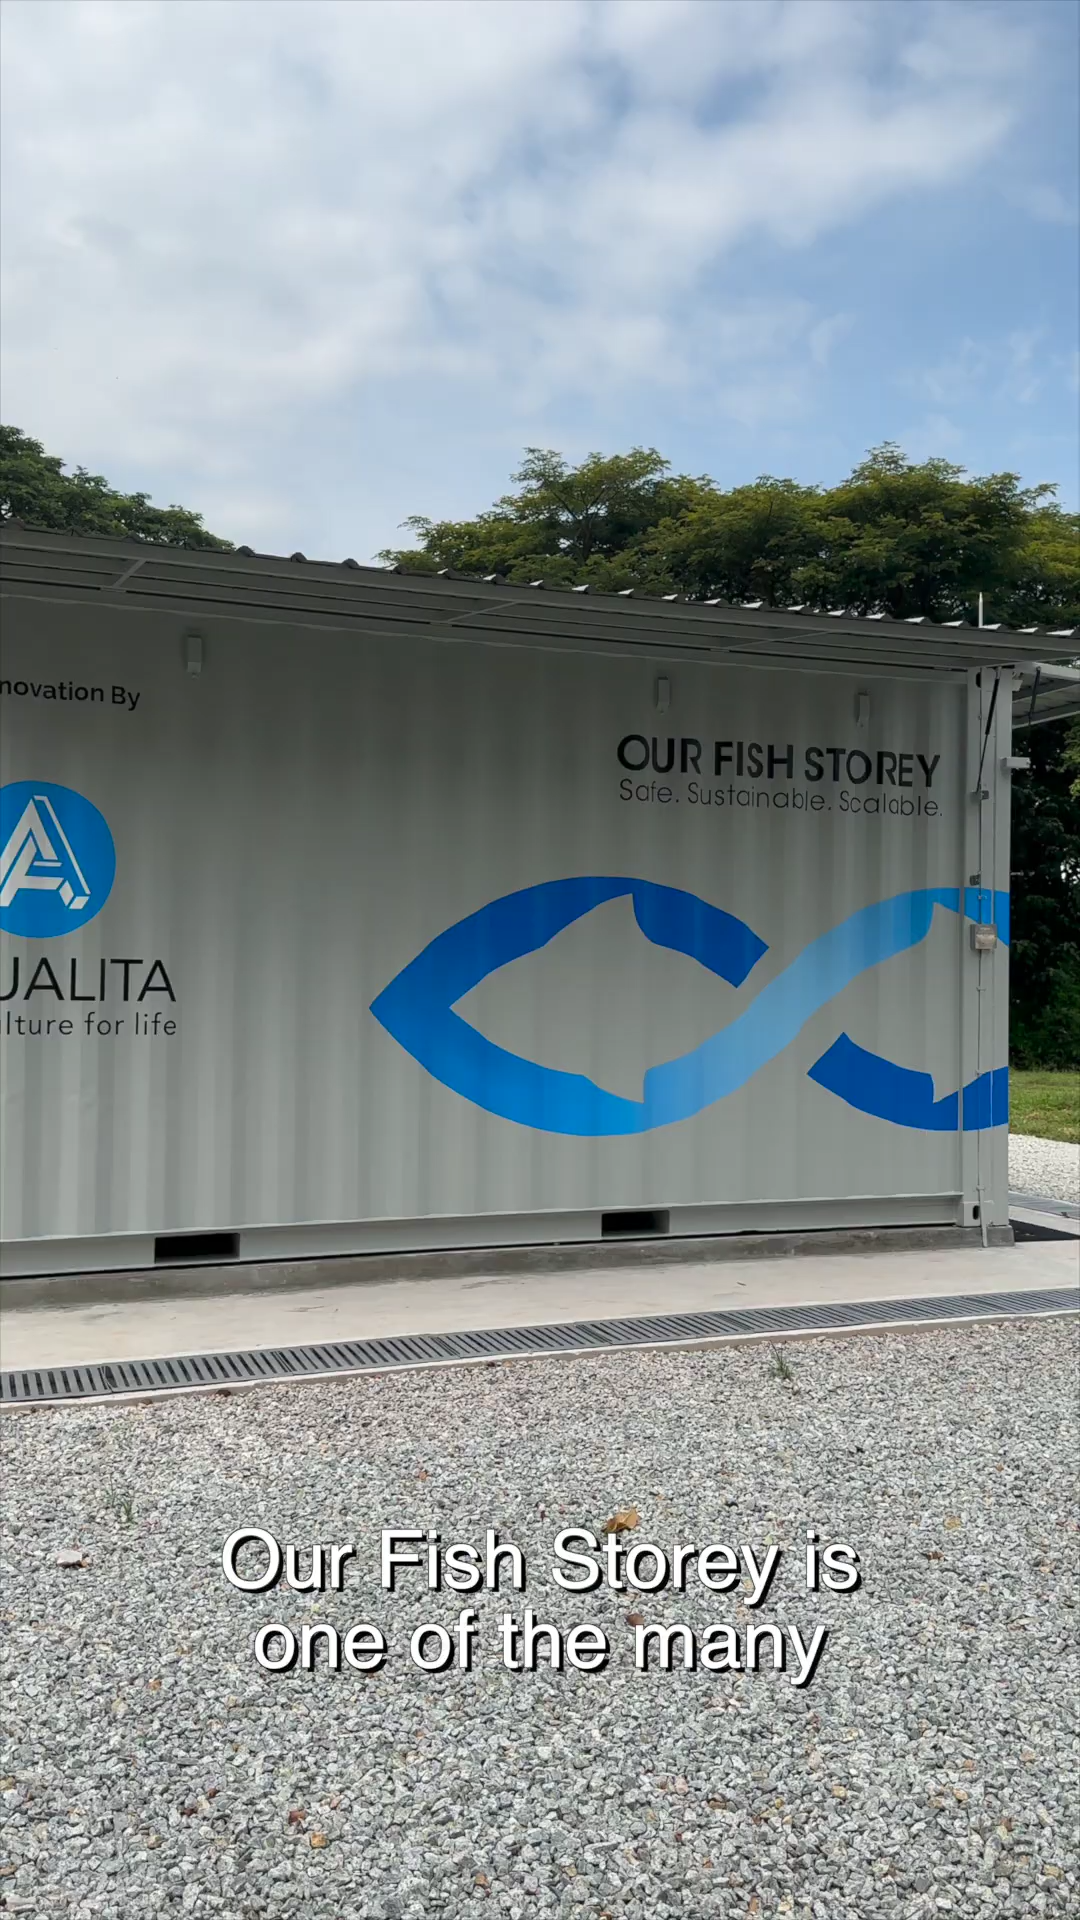 novation By
UALITA
lture for life
OUR FISH STOREY
Safe. Sustainable. Scalable.
Our Fish Storey is
one of the many